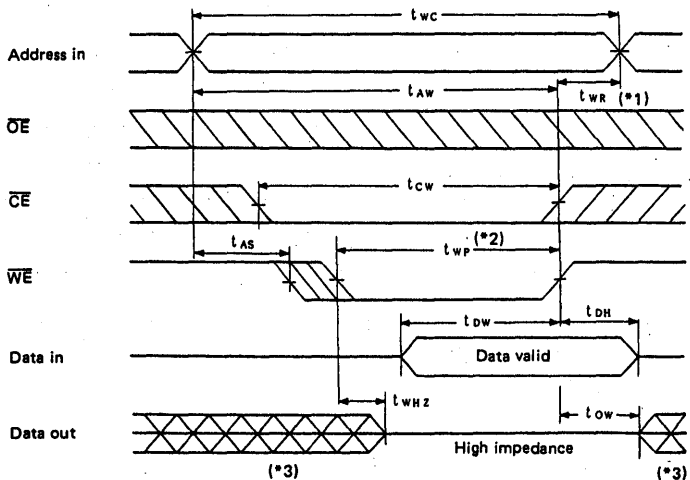 tWC
Address in
tAW
tWR (*1)
OE
CE
tCW
tAS
tWP (*2)
WE
tDW
tDH
Data in
Data valid
tWHZ
tOW
Data out
High impedance
(*3)
(*3)